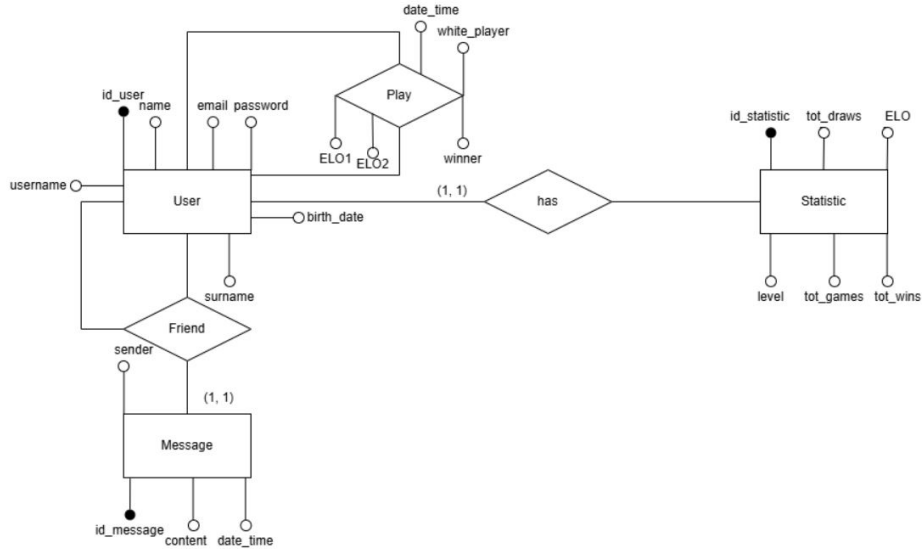 date_time
white_player
Play
id_user
name
email
password
ELO1
ELO2
winner
id_statistic
tot_draws
ELO
username
User
(1, 1)
has
Statistic
birth_date
surname
level
tot_games
tot_wins
Friend
sender
(1, 1)
Message
id_message
content
date_time